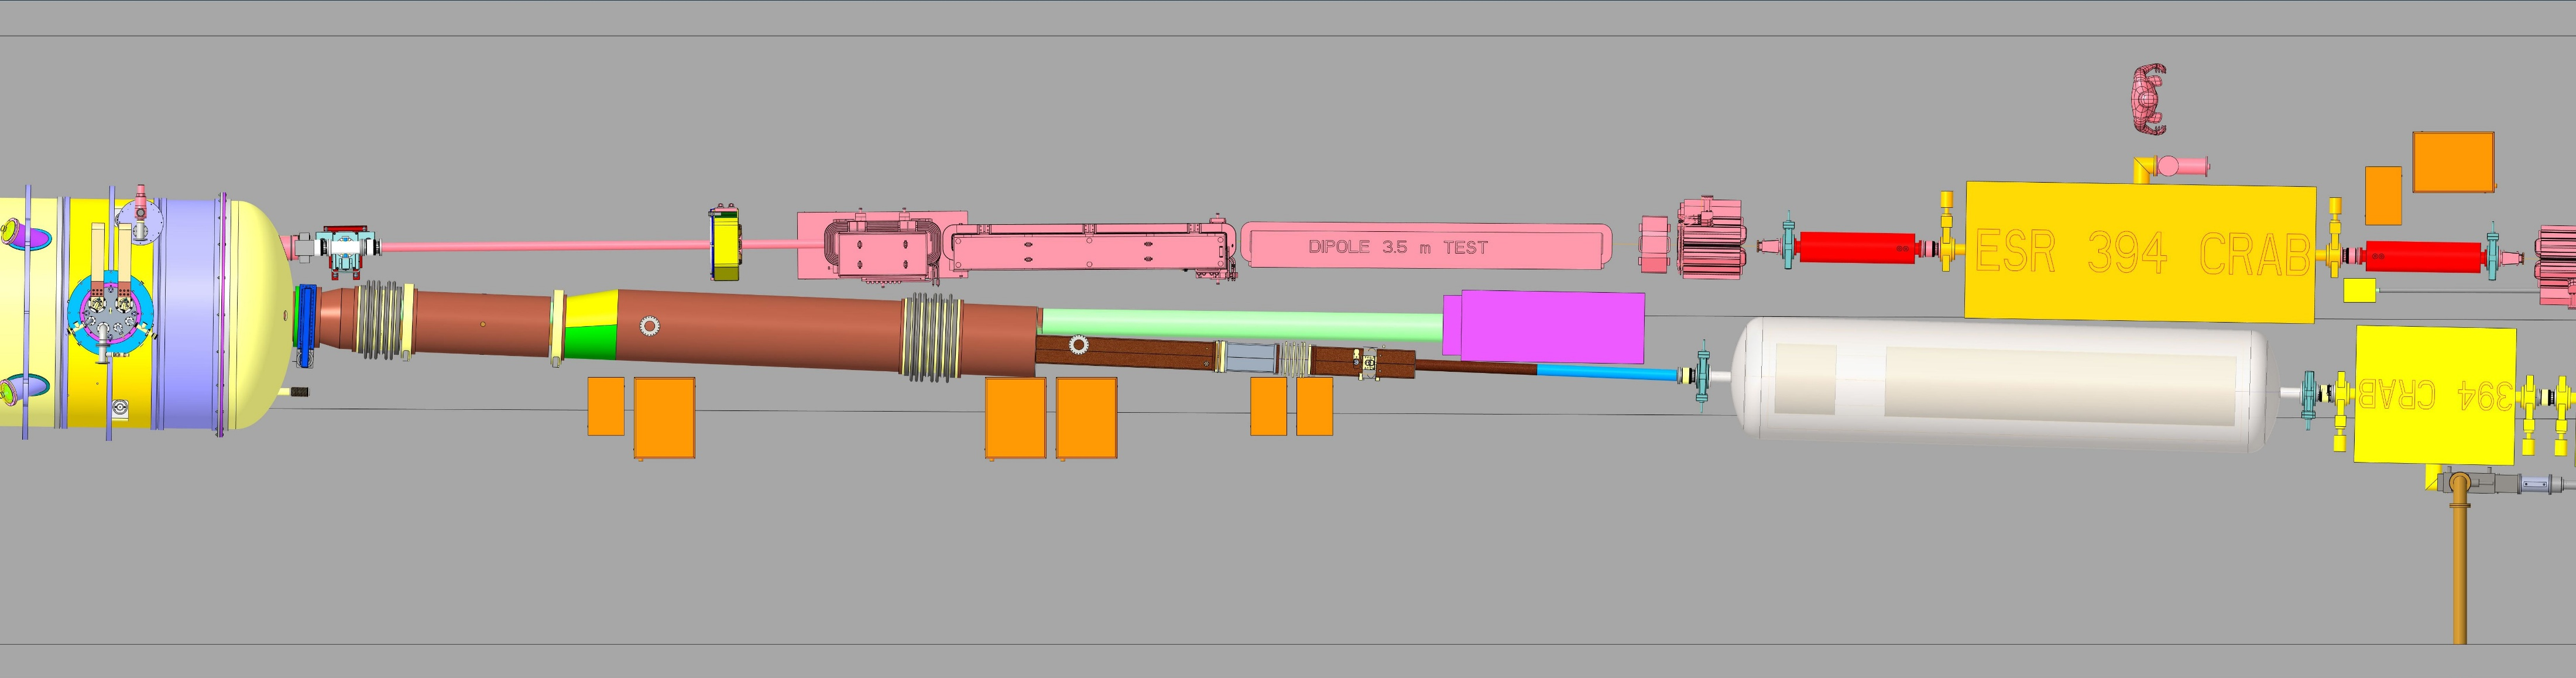 DIPOLE 3.5 m TEST
ESR 394 CRAB
394 CRAB